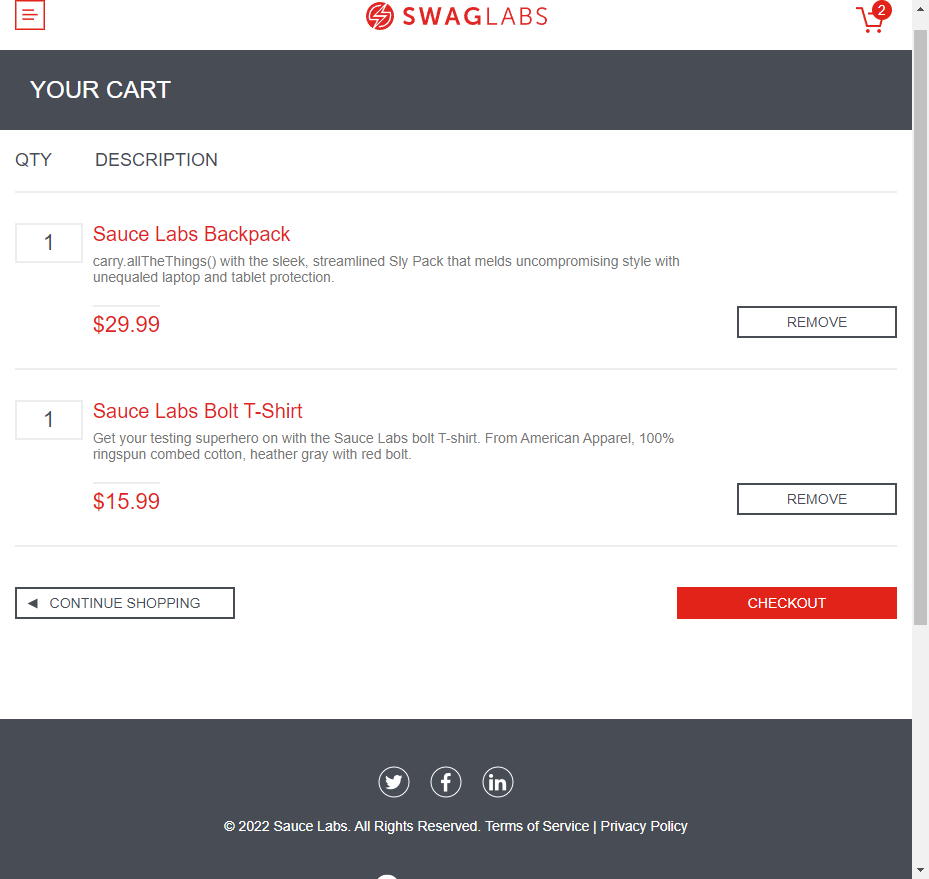 SWAGLABS
2
YOUR CART
QTY DESCRIPTION
1
Sauce Labs Backpack
carry.allTheThings() with the sleek, streamlined Sly Pack that melds uncompromising style with
unequaled laptop and tablet protection.
$29.99
REMOVE
1
Sauce Labs Bolt T-Shirt
Get your testing superhero on with the Sauce Labs bolt T-shirt. From American Apparel, 100%
ringspun combed cotton, heather gray with red bolt.
$15.99
REMOVE
CONTINUE SHOPPING
CHECKOUT
© 2022 Sauce Labs. All Rights Reserved. Terms of Service | Privacy Policy